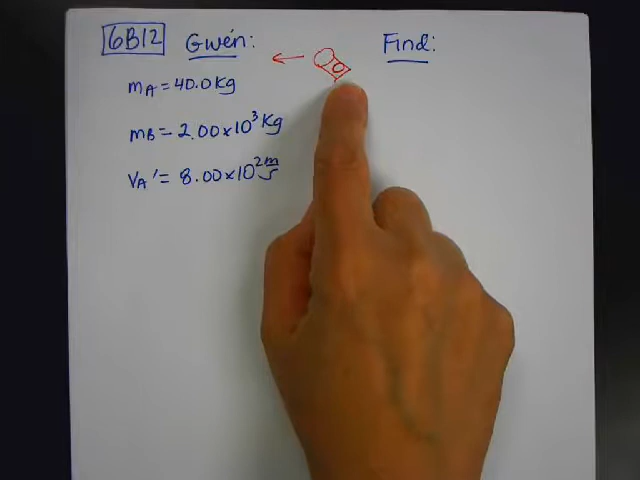 6B12 Given: Find:
mA = 40.0 Kg
mB = 2.00 x 10³ Kg
vA' = 8.00 x 10² m/s